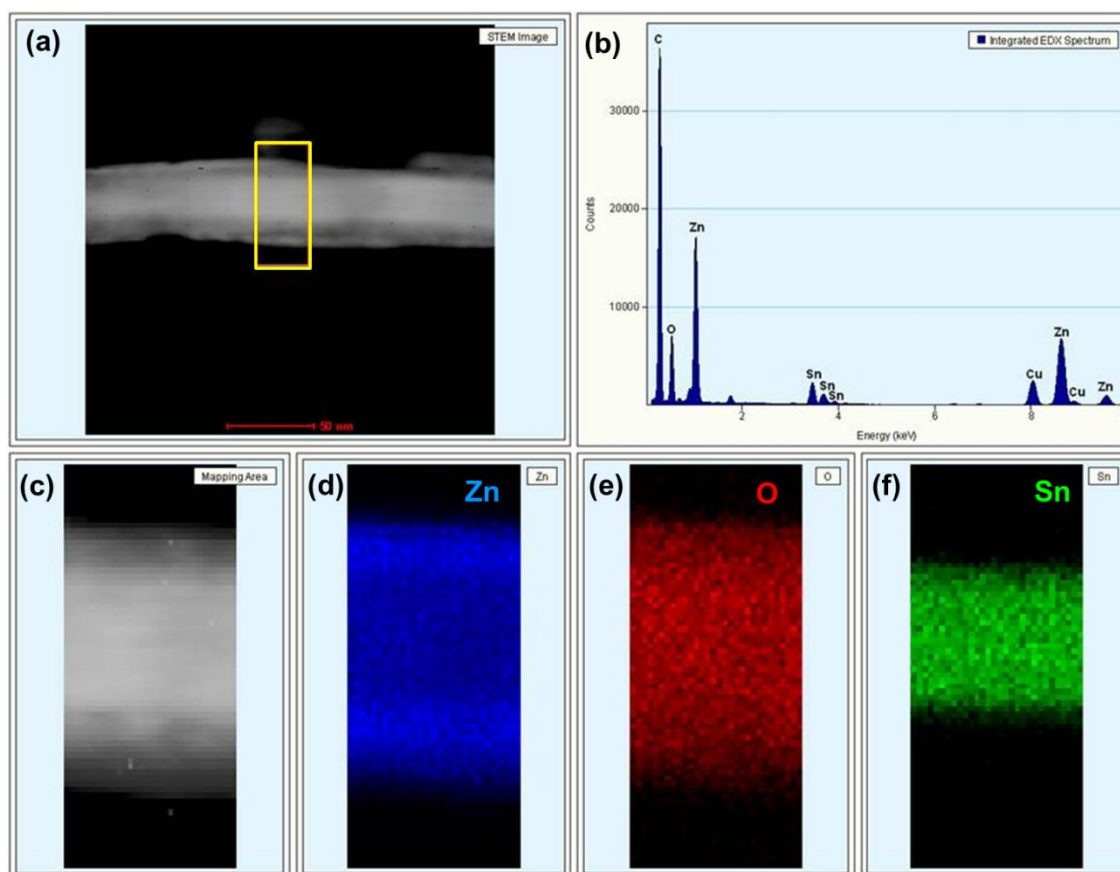 (a)
STEM Image
50 nm
(b)
Integrated EDX Spectrum
Counts
30000
20000
10000
C
O
Zn
Sn
Sn
Sn
Cu
Zn
Cu
Zn
2
4
6
8
Energy (keV)
(c)
Mapping Area
(d)
Zn
Zn
(e)
O
O
(f)
Sn
Sn